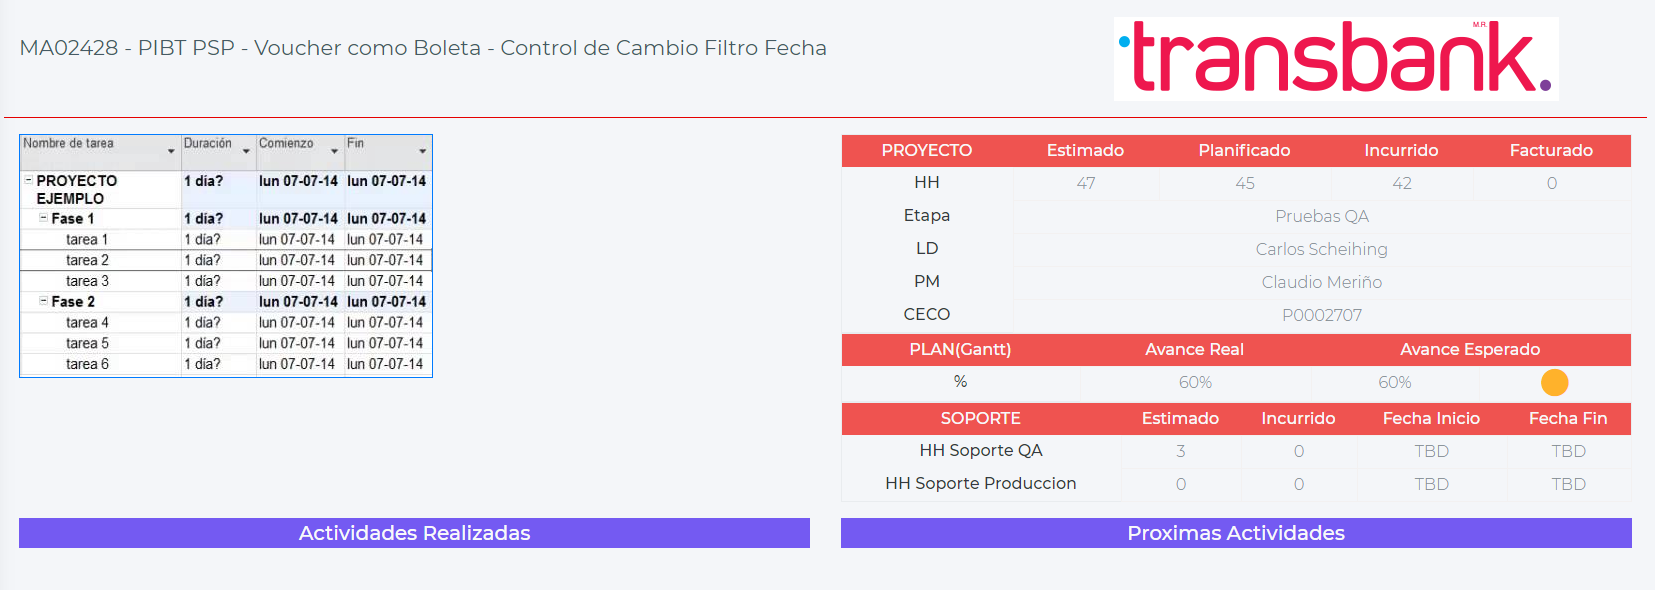 MA02428 - PIBT PSP - Voucher como Boleta - Control de Cambio Filtro Fecha
transbank.
M.R.
Nombre de tarea Duración Comienzo Fin
PROYECTO 1 día? lun 07-07-14 lun 07-07-14
EJEMPLO
Fase 1 1 día? lun 07-07-14 lun 07-07-14
tarea 1 1 día? lun 07-07-14 lun 07-07-14
tarea 2 1 día? lun 07-07-14 lun 07-07-14
tarea 3 1 día? lun 07-07-14 lun 07-07-14
Fase 2 1 día? lun 07-07-14 lun 07-07-14
tarea 4 1 día? lun 07-07-14 lun 07-07-14
tarea 5 1 día? lun 07-07-14 lun 07-07-14
tarea 6 1 día? lun 07-07-14 lun 07-07-14
PROYECTO Estimado Planificado Incurrido Facturado
HH 47 45 42 0
Etapa Pruebas QA
LD Carlos Scheihing
PM Claudio Meriño
CECO P0002707
PLAN(Gantt) Avance Real Avance Esperado
% 60% 60%
SOPORTE Estimado Incurrido Fecha Inicio Fecha Fin
HH Soporte QA 3 0 TBD TBD
HH Soporte Produccion 0 0 TBD TBD
Actividades Realizadas
Proximas Actividades